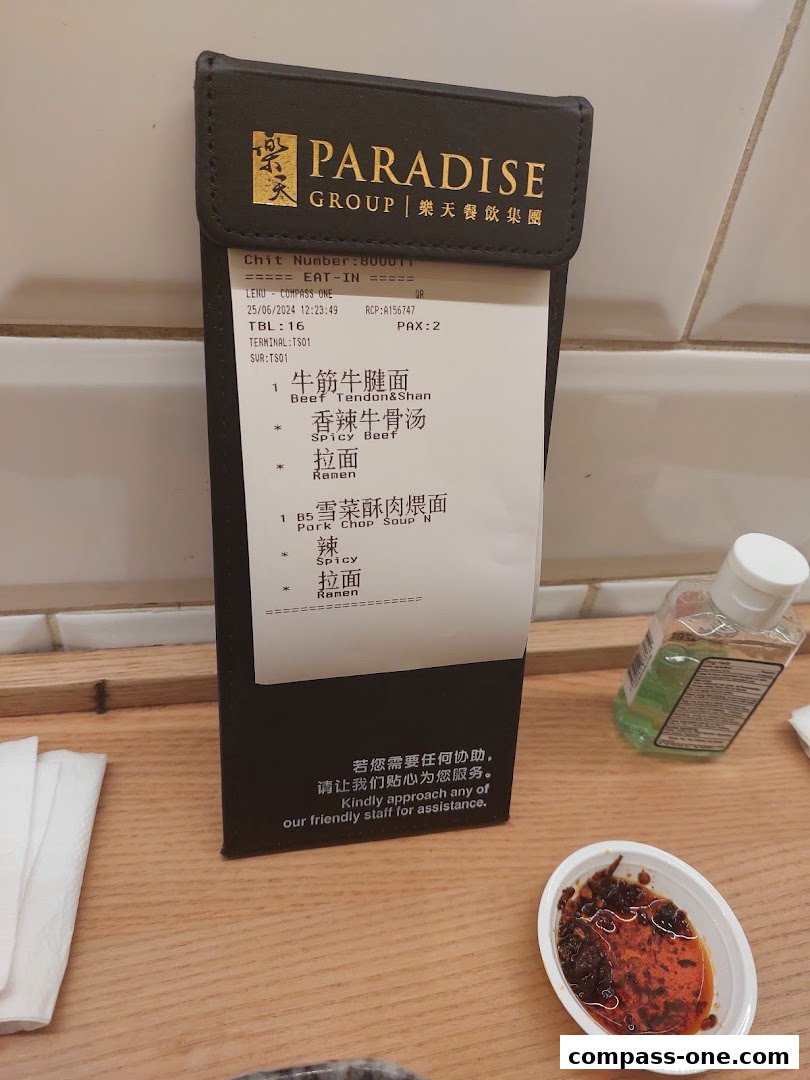 樂天 PARADISE
GROUP | 樂天餐飲集團
Chit Number:800011
===== EAT-IN =====
LENU - COMPASS ONE QR
25/06/2024 12:23:49 RCP:A156747
TBL:16 PAX:2
TERMINAL:TS01
SVR:TS01
1 牛筋牛腱面
Beef Tendon&Shan
* 香辣牛骨汤
Spicy Beef
* 拉面
Ramen
1 B5雪菜酥肉煨面
Pork Chop Soup N
* 辣
Spicy
* 拉面
Ramen
==================
若您需要任何协助，
请让我们贴心为您服务。
Kindly approach any of
our friendly staff for assistance.
compass-one.com